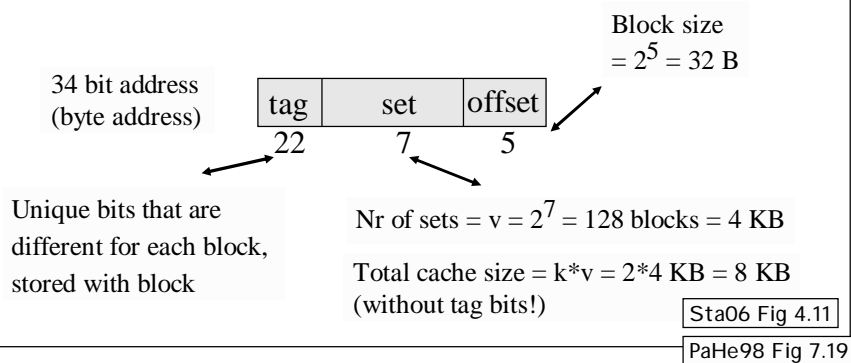 Block size
= 2^5 = 32 B
34 bit address
(byte address)
tag set offset
22 7 5
Unique bits that are
different for each block,
stored with block
Nr of sets = v = 2^7 = 128 blocks = 4 KB
Total cache size = k*v = 2*4 KB = 8 KB
(without tag bits!)
Sta06 Fig 4.11
PaHe98 Fig 7.19